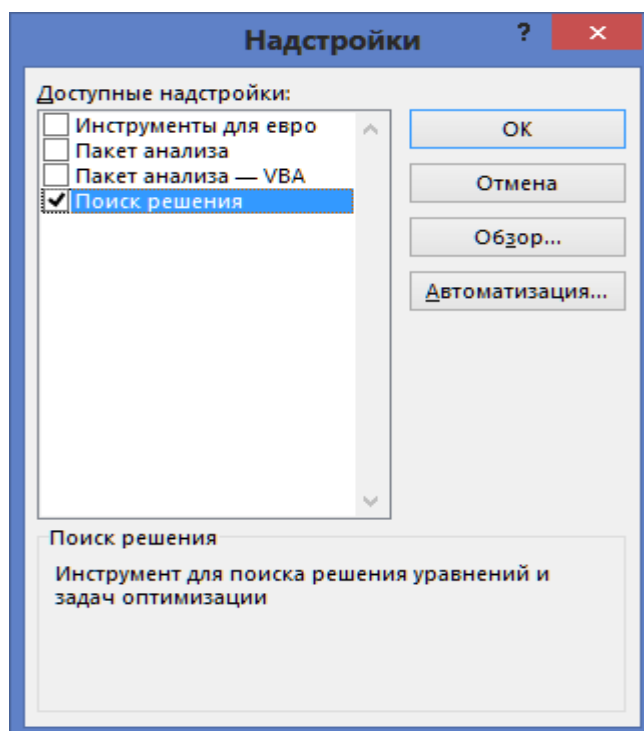 Надстройки
?
×
Доступные надстройки:
Инструменты для евро
Пакет анализа
Пакет анализа — VBA
Поиск решения
ОК
Отмена
Обзор...
Автоматизация...
Поиск решения
Инструмент для поиска решения уравнений и
задач оптимизации